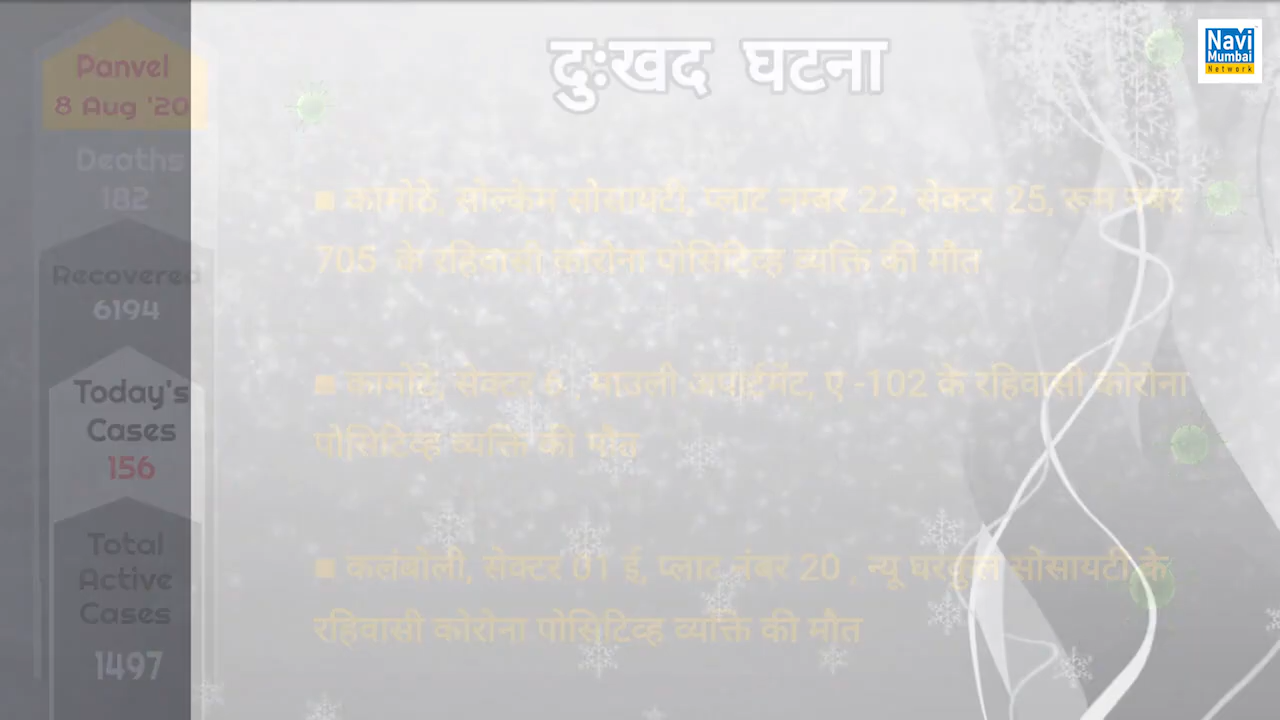 Navi
Mumbai
Network
Panvel
8 Aug '20
Deaths
182
Recovered
6194
Today's
Cases
156
Total
Active
Cases
1497
दुःखद घटना
■ कामोठे, सोल्केम सोसायटी, प्लाट नम्बर 22, सेक्टर 25, रूम नंबर
705 के रहिवासी कोरोना पोसिटिव्ह व्यक्ति की मौत
■ कामोठे, सेक्टर 6 , माउली अपार्टमेंट, ए -102 के रहिवासी कोरोना
पोसिटिव्ह व्यक्ति की मौत
■ कलंबोली, सेक्टर 01 ई, प्लाट नंबर 20 , न्यू घरकुल सोसायटी के
रहिवासी कोरोना पोसिटिव्ह व्यक्ति की मौत